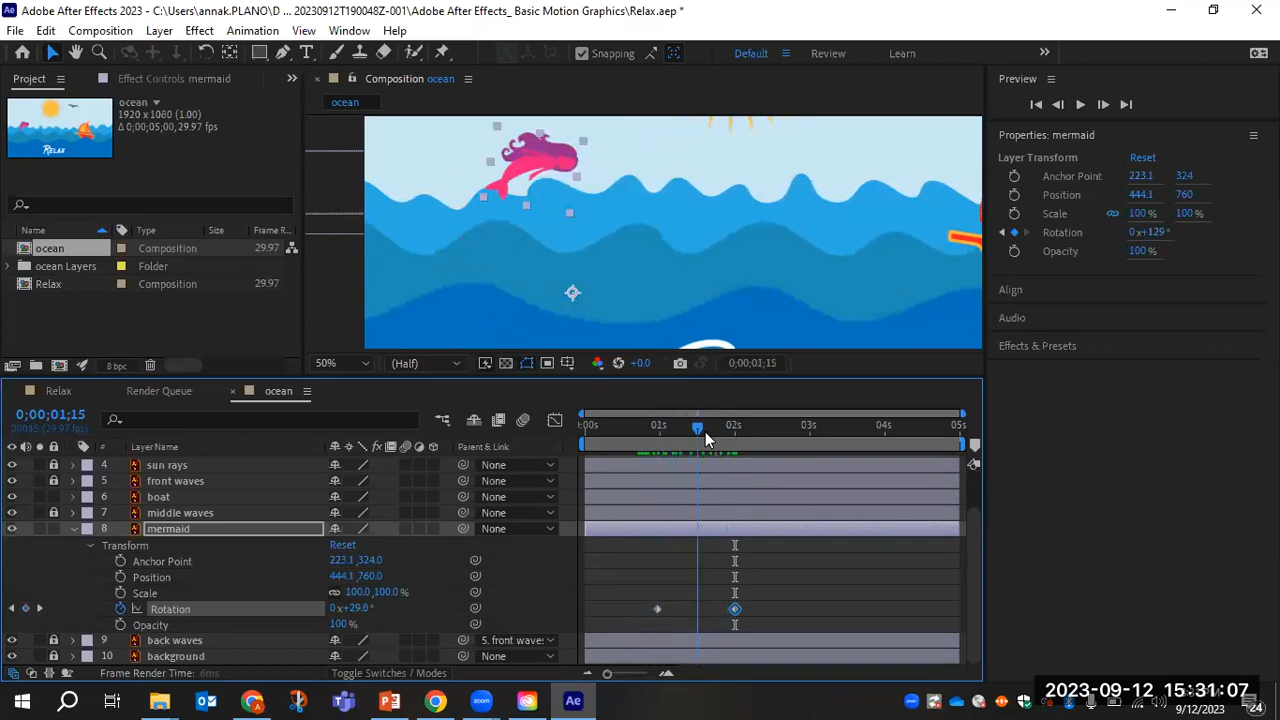 Adobe After Effects 2023 - C:\Users\annak.PLANO\D ... 20230912T190048Z-001\Adobe After Effects_ Basic Motion Graphics\Relax.aep *
File Edit Composition Layer Effect Animation View Window Help
Snapping Default Review Learn
Project Effect Controls mermaid Composition ocean Preview
ocean
1920 x 1080 (1.00)
Δ 0;00;05;00, 29.97 fps
RELAX
ocean
Properties: mermaid
Layer Transform Reset
Anchor Point 223.1 324
Position 444.1 760
Scale 100 % 100 %
Rotation 0 x+129 °
Opacity 100 %
Align
Audio
Effects & Presets
Name Type Size Frame R...
ocean Composition 29.97
ocean Layers Folder
Relax Composition 29.97
8 bpc
50% (Half) +0.0 0;00;01;15
Relax Render Queue ocean
0;00;01;15
00045 (29.97 fps)
:00s 01s 02s 03s 04s 05s
# Layer Name fx Parent & Link
4 sun rays None
5 front waves None
6 boat None
7 middle waves None
8 mermaid None
Transform Reset
Anchor Point 223.1,324.0
Position 444.1,760.0
Scale 100.0,100.0%
Rotation 0 x+29.8°
Opacity 100 %
9 back waves 5. front wave
10 background None
Frame Render Time: 6ms Toggle Switches / Modes
2023-09-12 15:31:07
9/12/2023
24